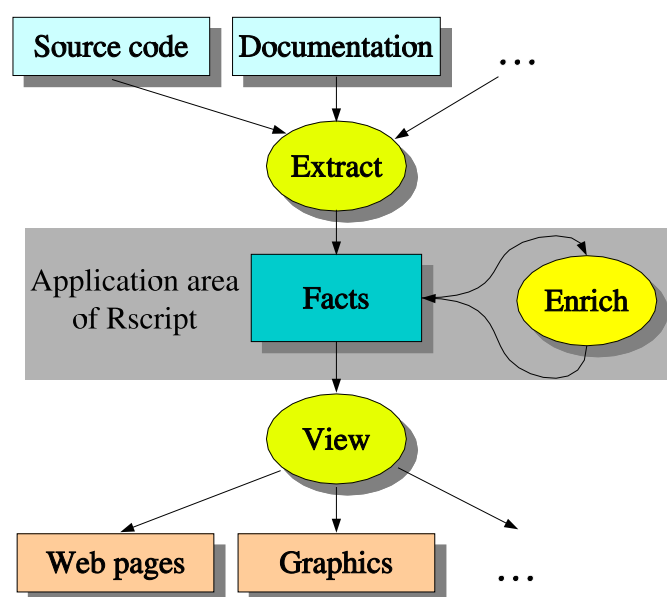 Source code
Documentation
...
Extract
Application area
of Rscript
Facts
Enrich
View
Web pages
Graphics
...